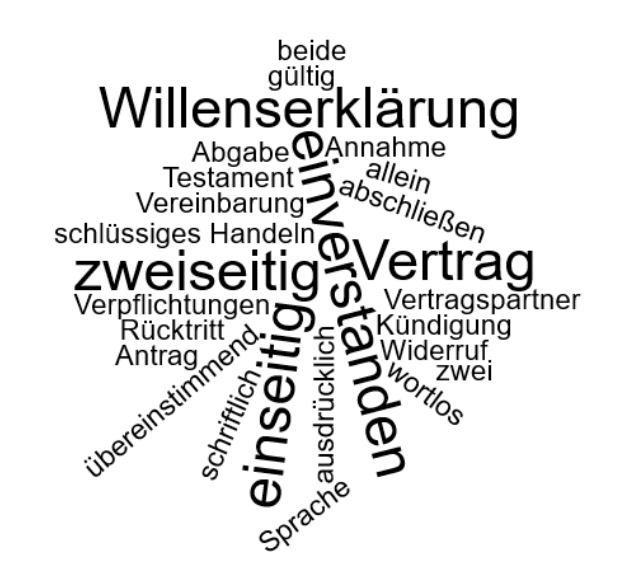 beide
gültig
Willenserklärung
Abgabe
Annahme
Testament
allein
Vereinbarung
abschließen
schlüssiges Handeln
einverstanden
zweiseitig
Vertrag
Verpflichtungen
Vertragspartner
Rücktritt
Kündigung
Antrag
Widerruf
zwei
übereinstimmend
schriftlich
einseitig
ausdrücklich
wortlos
Sprache